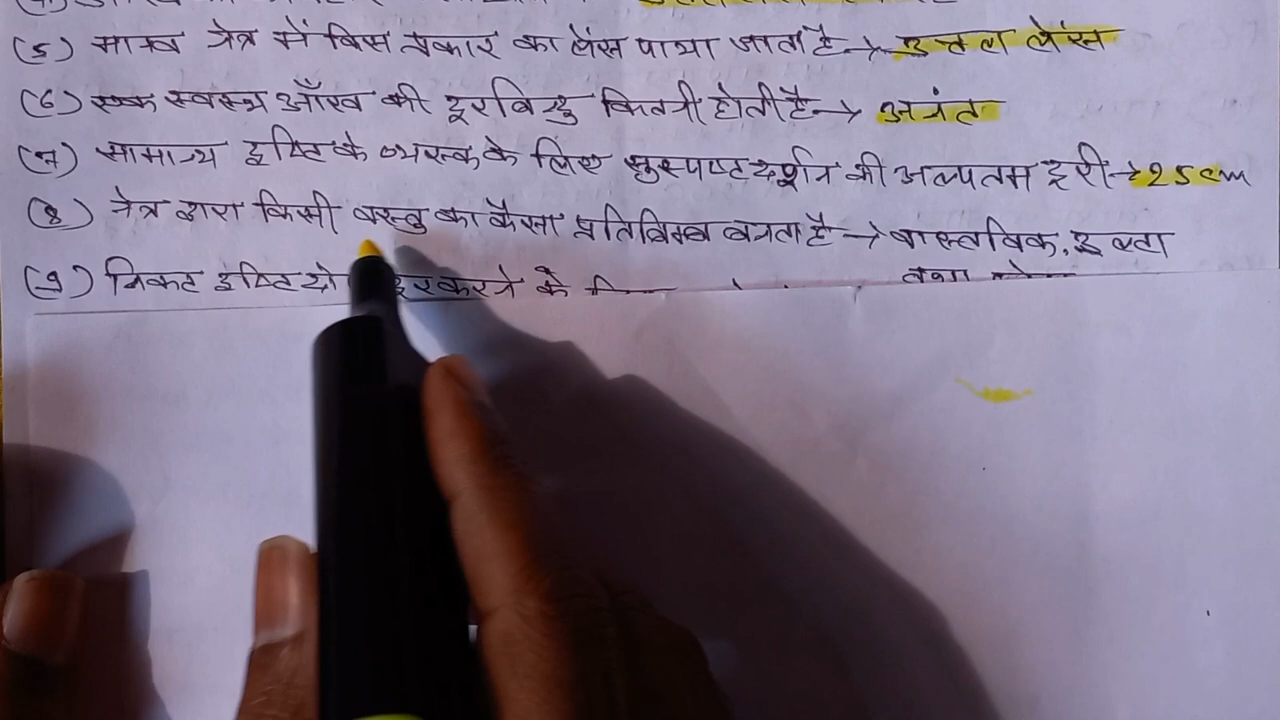 (5) मानव नेत्र में किस प्रकार का लेंस पाया जाता है → उत्तल लेंस
(6) एक स्वस्थ आँख की दूरबिन्दु कितनी होती है → अनंत
(7) सामान्य दृष्टि के व्यस्क के लिए सुस्पष्ट दर्शन की अल्पतम दूरी → 25 cm
(8) नेत्र द्वारा किसी वस्तु का कैसा प्रतिबिम्ब बनता है → वास्तविक, उल्टा
(9) निकट दृष्टि दो दूर करने के